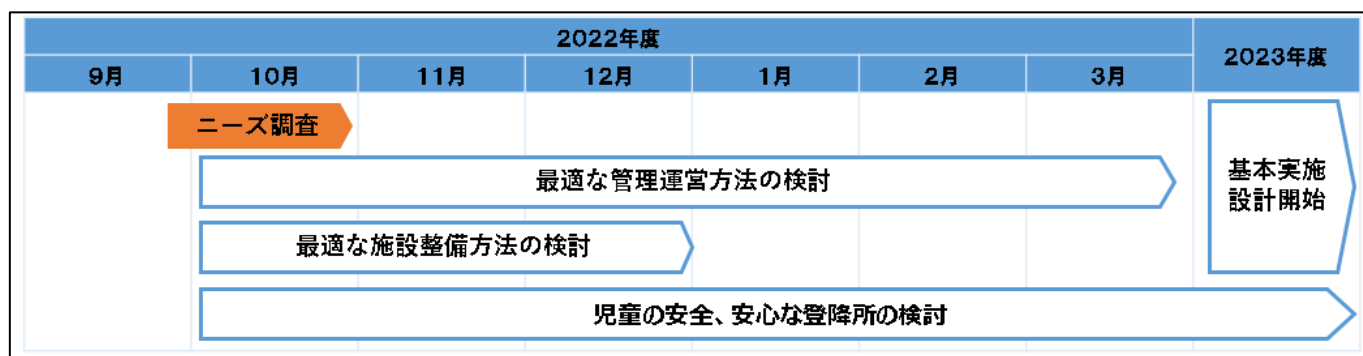 2022年度
2023年度
9月
10月
11月
12月
1月
2月
3月
ニーズ調査
最適な管理運営方法の検討
基本実施
設計開始
最適な施設整備方法の検討
児童の安全、安心な登降所の検討